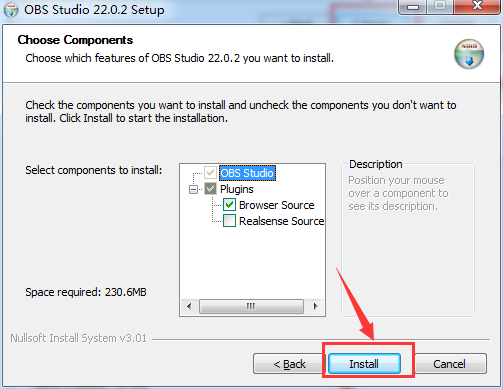 OBS Studio 22.0.2 Setup
Choose Components
Choose which features of OBS Studio 22.0.2 you want to install.
Check the components you want to install and uncheck the components you don't want to
install. Click Install to start the installation.
Select components to install:
OBS Studio
Plugins
Browser Source
Realsense Source
Description
Position your mouse
over a component to
see its description.
Space required: 230.6MB
Nullsoft Install System v3.01
< Back
Install
Cancel